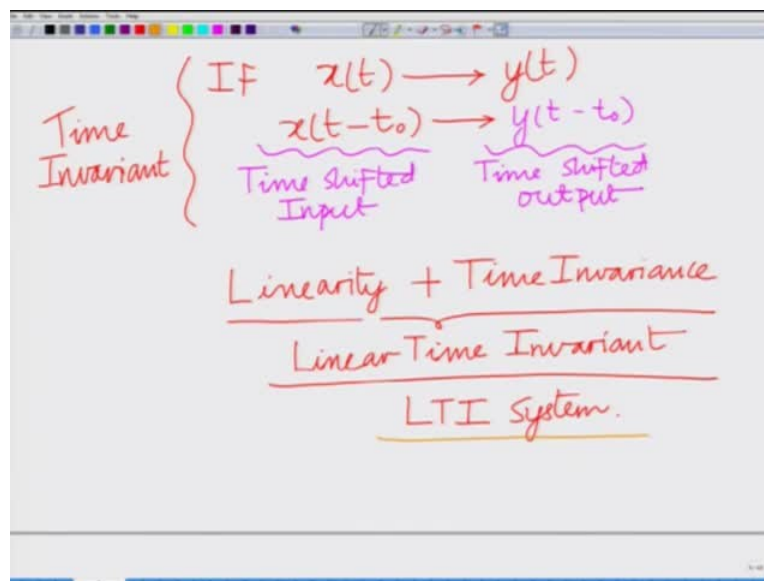 IF x(t) → y(t)
Time Invariant
x(t-t₀) → y(t-t₀)
Time shifted Input
Time shifted output
Linearity + Time Invariance
Linear Time Invariant
LTI System.